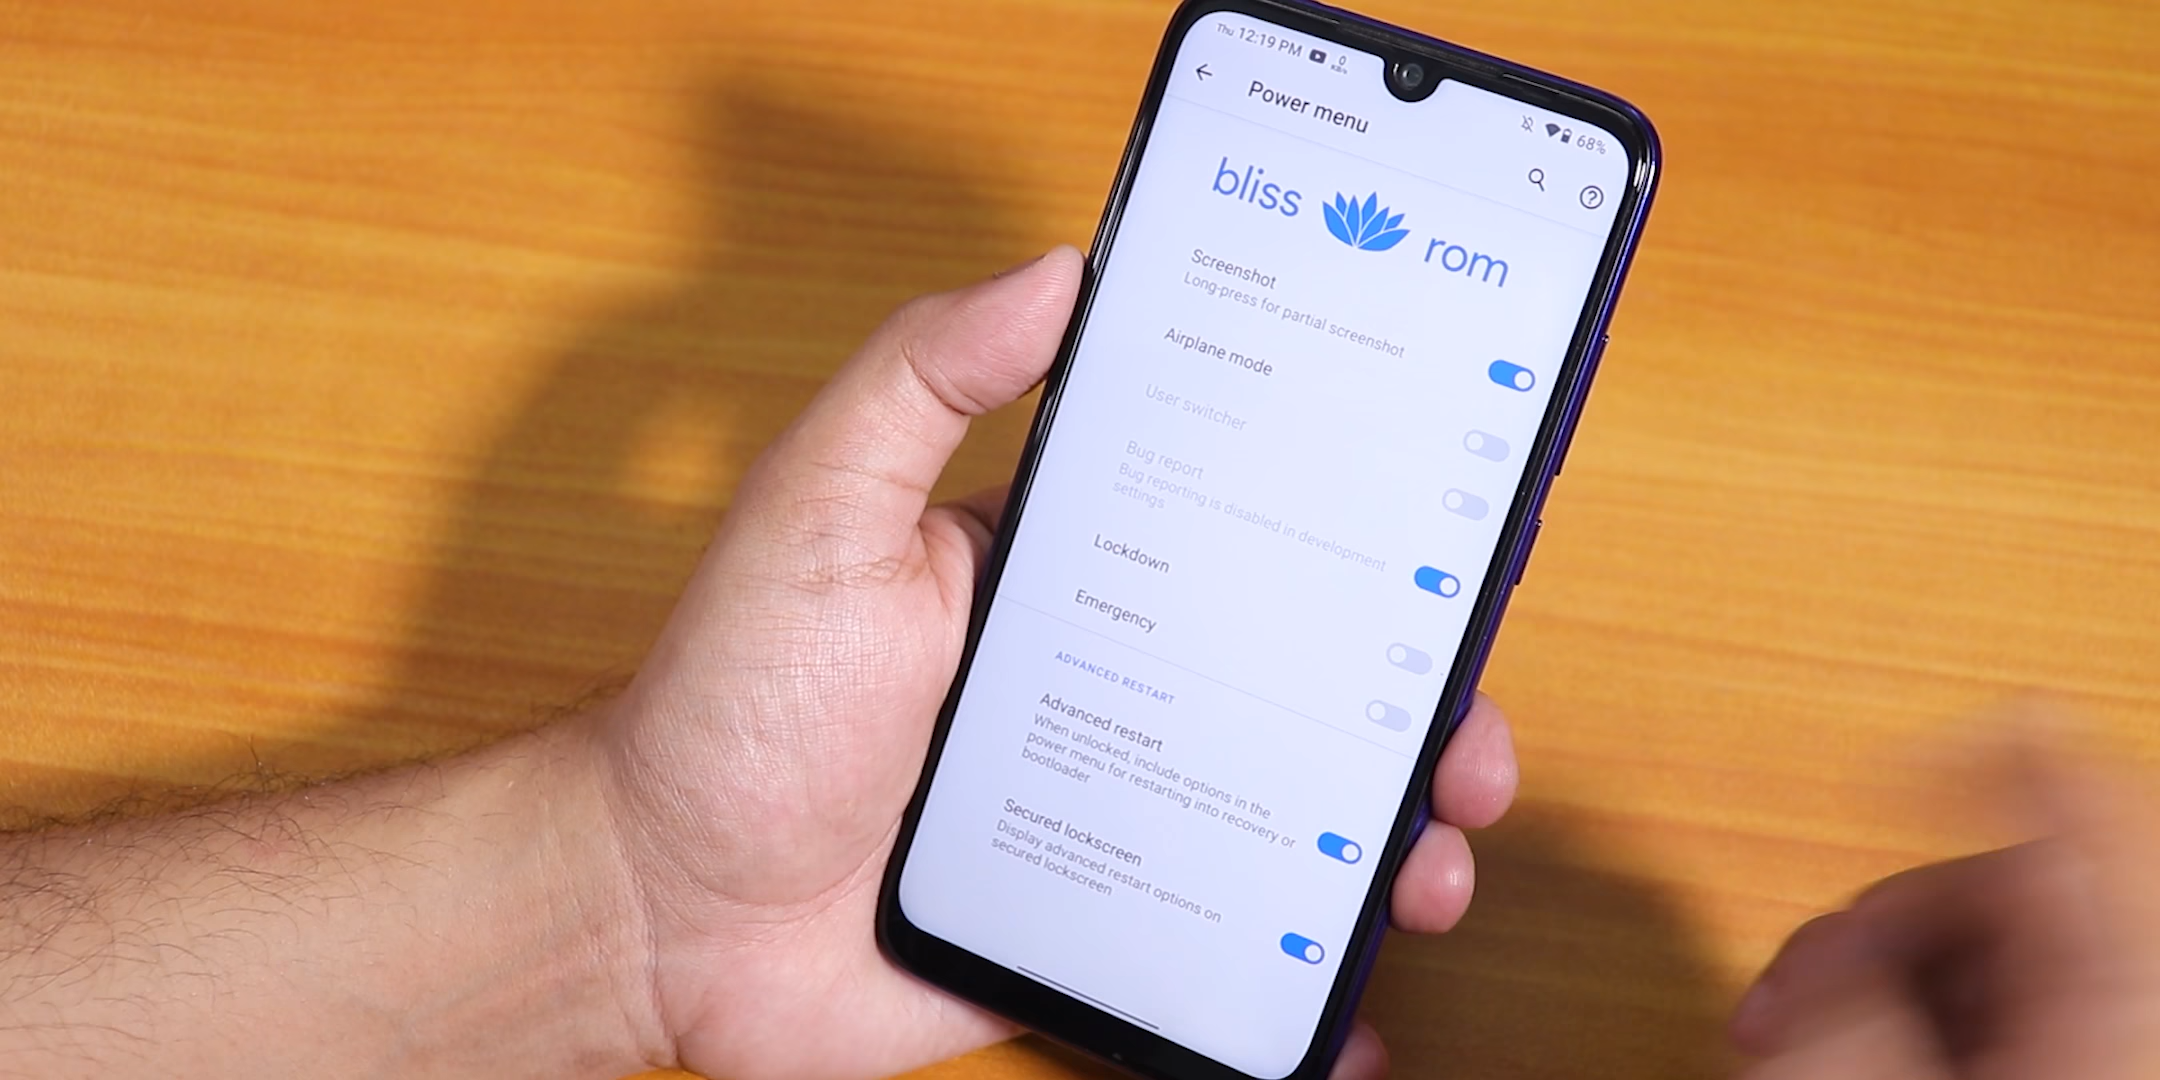 Thu 12:19 PM 0 KB/s 68%
Power menu
bliss rom
Screenshot
Long-press for partial screenshot
Airplane mode
User switcher
Bug report
Bug reporting is disabled in development
settings
Lockdown
Emergency
ADVANCED RESTART
Advanced restart
When unlocked, include options in the
power menu for restarting into recovery or
bootloader
Secured lockscreen
Display advanced restart options on
secured lockscreen